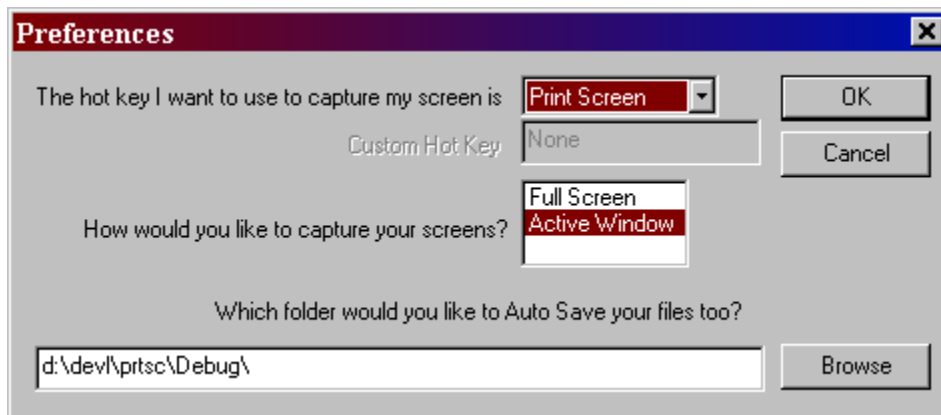 Preferences
The hot key I want to use to capture my screen is Print Screen OK
Custom Hot Key None
Cancel
Full Screen
How would you like to capture your screens? Active Window
Which folder would you like to Auto Save your files too?
d:\devl\prtsc\Debug\ Browse